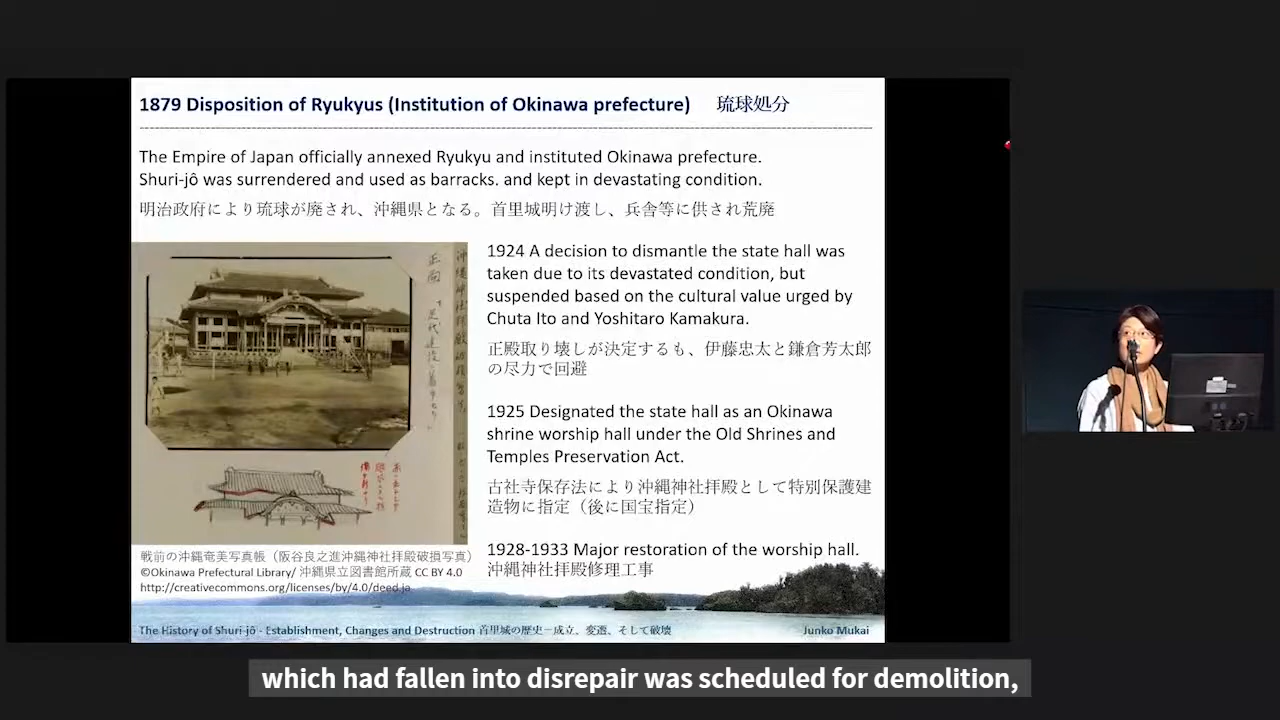 1879 Disposition of Ryukyus (Institution of Okinawa prefecture) 琉球処分
The Empire of Japan officially annexed Ryukyu and instituted Okinawa prefecture.
Shuri-jô was surrendered and used as barracks. and kept in devastating condition.
明治政府により琉球が廃され、沖縄県となる。首里城明け渡し、兵舎等に供され荒廃
正面
沖縄神社拝殿破損
1924 A decision to dismantle the state hall was
taken due to its devastated condition, but
suspended based on the cultural value urged by
Chuta Ito and Yoshitaro Kamakura.
正殿取り壊しが決定するも、伊藤忠太と鎌倉芳太郎
の尽力で回避
1925 Designated the state hall as an Okinawa
shrine worship hall under the Old Shrines and
Temples Preservation Act.
古社寺保存法により沖縄神社拝殿として特別保護建
造物に指定（後に国宝指定）
1928-1933 Major restoration of the worship hall.
沖縄神社拝殿修理工事
戦前の沖縄奄美写真帳（阪谷良之進沖縄神社拝殿破損写真）
©Okinawa Prefectural Library/ 沖縄県立図書館所蔵 CC BY 4.0
http://creativecommons.org/licenses/by/4.0/deed.ja
The History of Shuri-jô - Establishment, Changes and Destruction 首里城の歴史－成立、変遷、そして破壊
Junko Mukai
which had fallen into disrepair was scheduled for demolition,